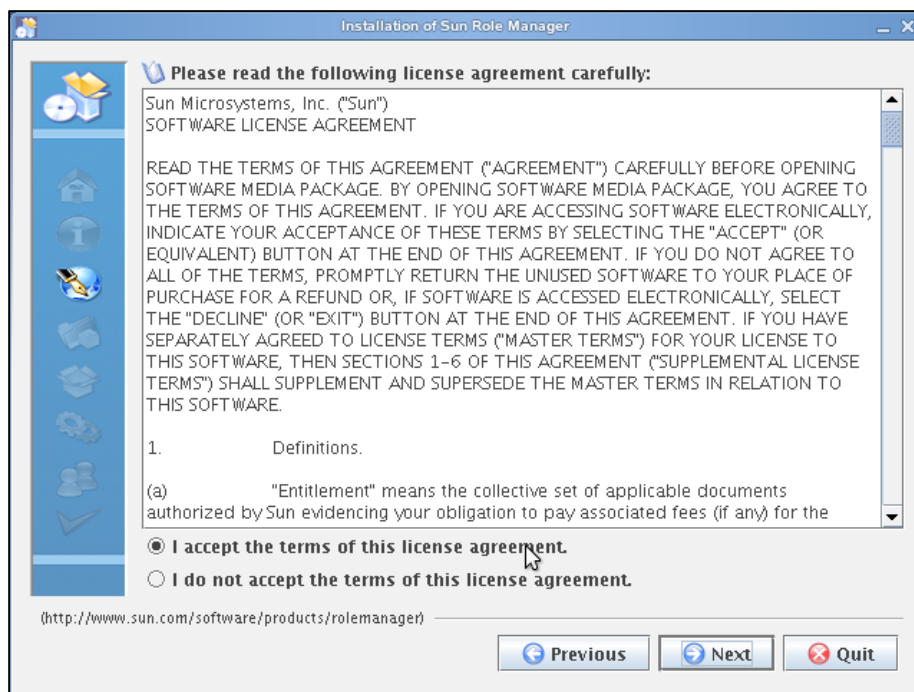 Installation of Sun Role Manager
Please read the following license agreement carefully:
Sun Microsystems, Inc. ("Sun")
SOFTWARE LICENSE AGREEMENT
READ THE TERMS OF THIS AGREEMENT ("AGREEMENT") CAREFULLY BEFORE OPENING
SOFTWARE MEDIA PACKAGE. BY OPENING SOFTWARE MEDIA PACKAGE, YOU AGREE TO
THE TERMS OF THIS AGREEMENT. IF YOU ARE ACCESSING SOFTWARE ELECTRONICALLY,
INDICATE YOUR ACCEPTANCE OF THESE TERMS BY SELECTING THE "ACCEPT" (OR
EQUIVALENT) BUTTON AT THE END OF THIS AGREEMENT. IF YOU DO NOT AGREE TO
ALL OF THE TERMS, PROMPTLY RETURN THE UNUSED SOFTWARE TO YOUR PLACE OF
PURCHASE FOR A REFUND OR, IF SOFTWARE IS ACCESSED ELECTRONICALLY, SELECT
THE "DECLINE" (OR "EXIT") BUTTON AT THE END OF THIS AGREEMENT. IF YOU HAVE
SEPARATELY AGREED TO LICENSE TERMS ("MASTER TERMS") FOR YOUR LICENSE TO
THIS SOFTWARE, THEN SECTIONS 1-6 OF THIS AGREEMENT ("SUPPLEMENTAL LICENSE
TERMS") SHALL SUPPLEMENT AND SUPERSEDE THE MASTER TERMS IN RELATION TO
THIS SOFTWARE.
1. Definitions.
(a) "Entitlement" means the collective set of applicable documents
authorized by Sun evidencing your obligation to pay associated fees (if any) for the
I accept the terms of this license agreement.
I do not accept the terms of this license agreement.
(http://www.sun.com/software/products/rolemanager)
Previous Next Quit